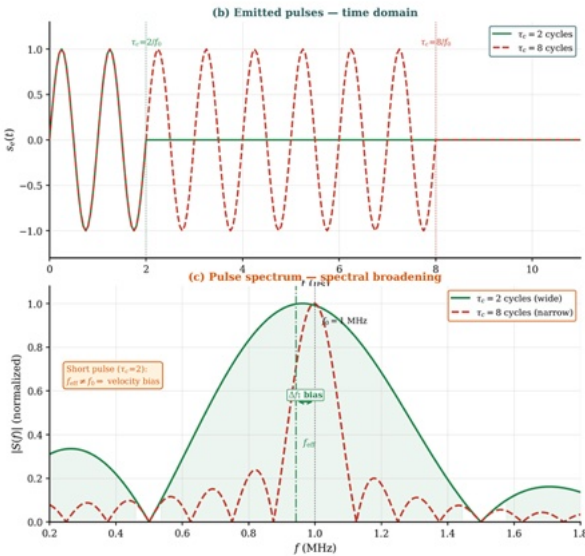 (b) Emitted pulses — time domain
τc=2/f0
τc=8/f0
τc = 2 cycles
τc = 8 cycles
1.0
0.5
0.0
−0.5
−1.0
se(t)
0
2
4
6
8
10
(c) Pulse spectrum — spectral broadening
τc = 2 cycles (wide)
τc = 8 cycles (narrow)
f0 = 1 MHz
Short pulse (τc=2):
feff ≠ f0 = velocity bias
Δf: bias
feff
1.0
0.8
0.6
0.4
0.2
0.0
|S(f)| (normalized)
0.2
0.4
0.6
0.8
1.0
1.2
1.4
1.6
1.8
f (MHz)